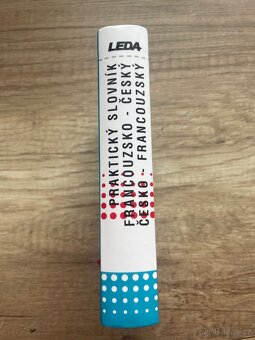 LEDA
PRAKTICKÝ SLOVNÍK
FRANCOUZSKO - ČESKÝ
ČESKO - FRANCOUZSKÝ